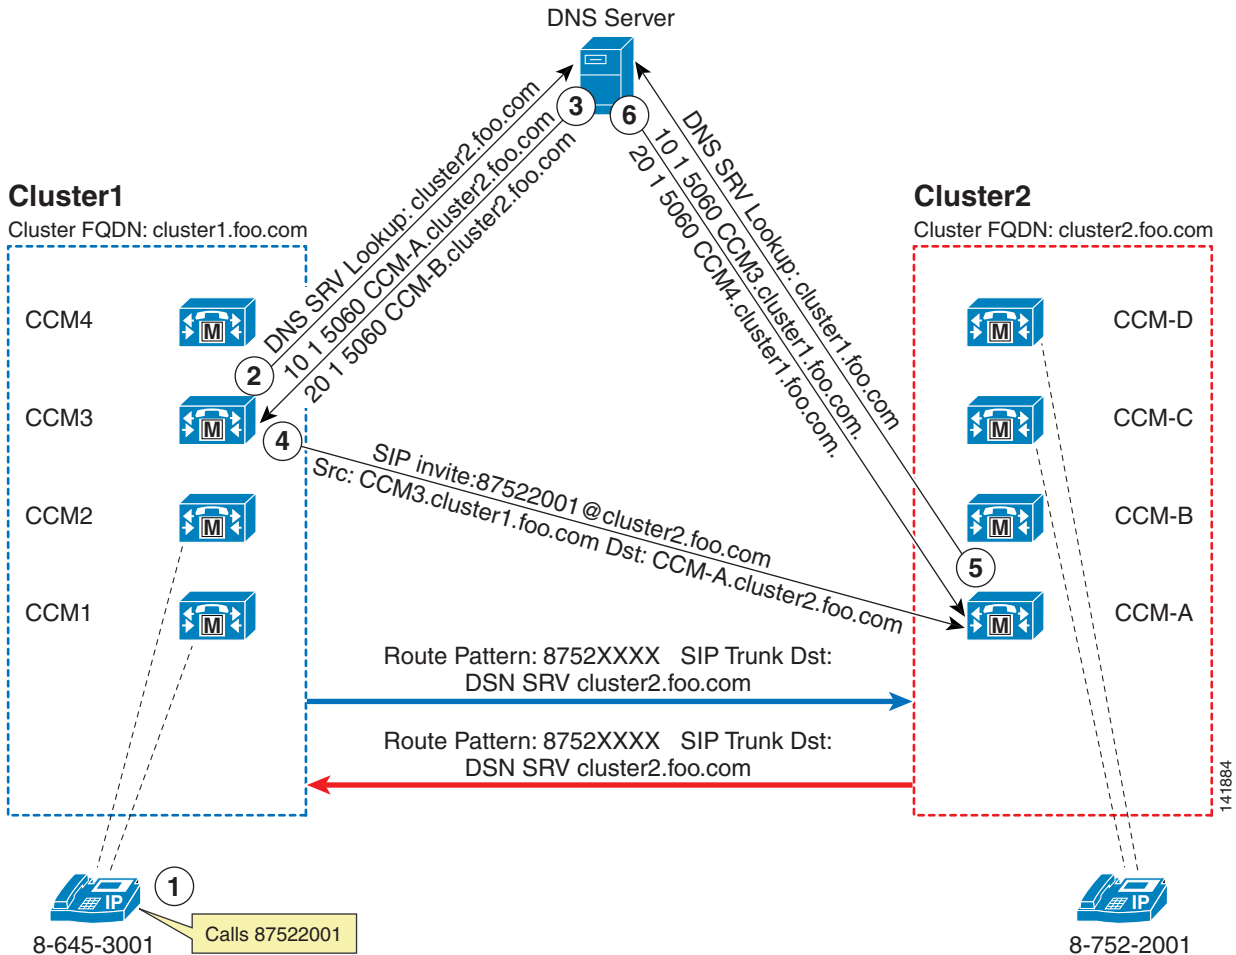 DNS Server
3
6
DNS SRV Lookup: cluster2.foo.com
10 1 5060 CCM-A.cluster2.foo.com
20 1 5060 CCM-B.cluster2.foo.com
DNS SRV Lookup: cluster1.foo.com
10 1 5060 CCM3.cluster1.foo.com.
20 1 5060 CCM4.cluster1.foo.com.
Cluster1
Cluster FQDN: cluster1.foo.com
Cluster2
Cluster FQDN: cluster2.foo.com
CCM4
M
2
CCM3
M
4
CCM2
M
CCM1
M
M
CCM-D
M
CCM-C
M
CCM-B
5
M
CCM-A
SIP invite:87522001@cluster2.foo.com
Src: CCM3.cluster1.foo.com Dst: CCM-A.cluster2.foo.com
Route Pattern: 8752XXXX SIP Trunk Dst:
DSN SRV cluster2.foo.com
Route Pattern: 8752XXXX SIP Trunk Dst:
DSN SRV cluster2.foo.com
141884
1
IP
Calls 87522001
8-645-3001
IP
8-752-2001